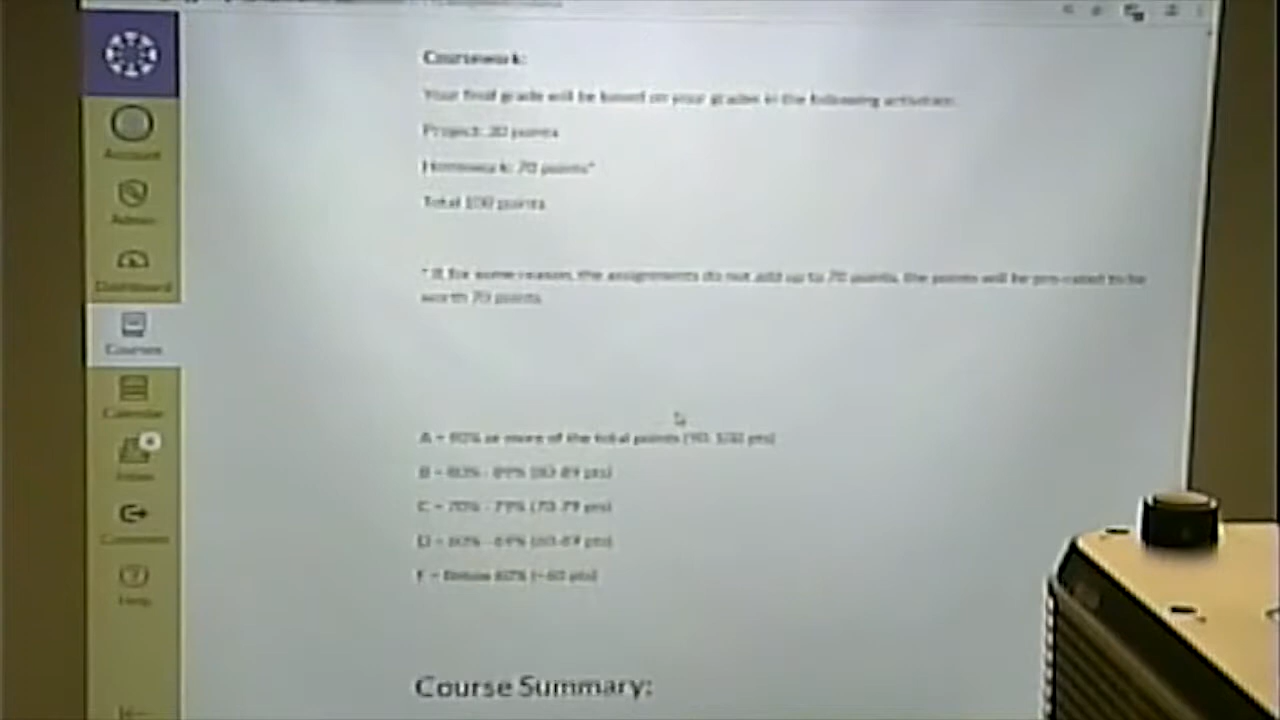 Account
Admin
Dashboard
Courses
Calendar
Inbox
Commons
Help
Coursework:
Your final grade will be based on your grades in the following activities:
Project: 30 points
Homework: 70 points*
Total 100 points
* If, for some reason, the assignments do not add up to 70 points, the points will be pro-rated to be
worth 70 points.
A = 90% or more of the total points (90-100 pts)
B = 80% - 89% (80-89 pts)
C = 70% - 79% (70-79 pts)
D = 60% - 69% (60-69 pts)
F = Below 60% (<60 pts)
Course Summary: